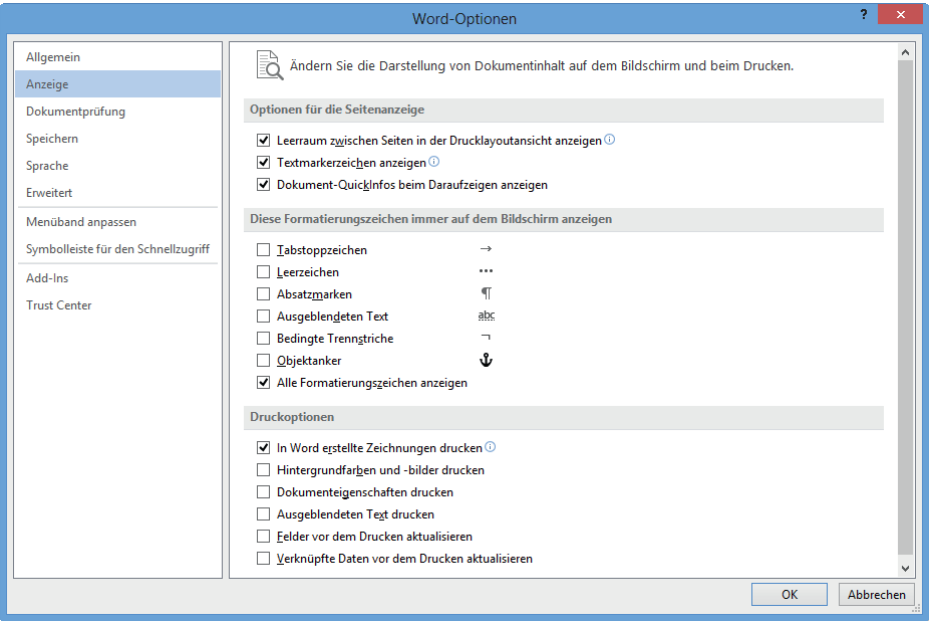 Word-Optionen
? ×
Allgemein
Anzeige
Dokumentprüfung
Speichern
Sprache
Erweitert
Menüband anpassen
Symbolleiste für den Schnellzugriff
Add-Ins
Trust Center
Ändern Sie die Darstellung von Dokumentinhalt auf dem Bildschirm und beim Drucken.
Optionen für die Seitenanzeige
Leerraum zwischen Seiten in der Drucklayoutansicht anzeigen
Textmarkerzeichen anzeigen
Dokument-QuickInfos beim Daraufzeigen anzeigen
Diese Formatierungszeichen immer auf dem Bildschirm anzeigen
Tabstoppzeichen →
Leerzeichen •••
Absatzmarken ¶
Ausgeblendeten Text abc
Bedingte Trennstriche ¬
Objektanker
Alle Formatierungszeichen anzeigen
Druckoptionen
In Word erstellte Zeichnungen drucken
Hintergrundfarben und -bilder drucken
Dokumenteigenschaften drucken
Ausgeblendeten Text drucken
Felder vor dem Drucken aktualisieren
Verknüpfte Daten vor dem Drucken aktualisieren
OK Abbrechen